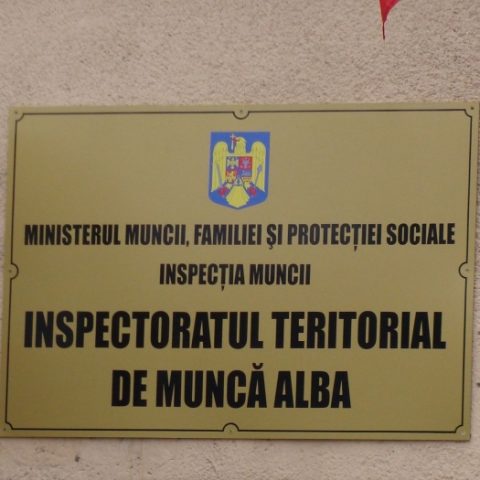 MINISTERUL MUNCII, FAMILIEI ŞI PROTECŢIEI SOCIALE
INSPECŢIA MUNCII
INSPECTORATUL TERITORIAL
DE MUNCĂ ALBA